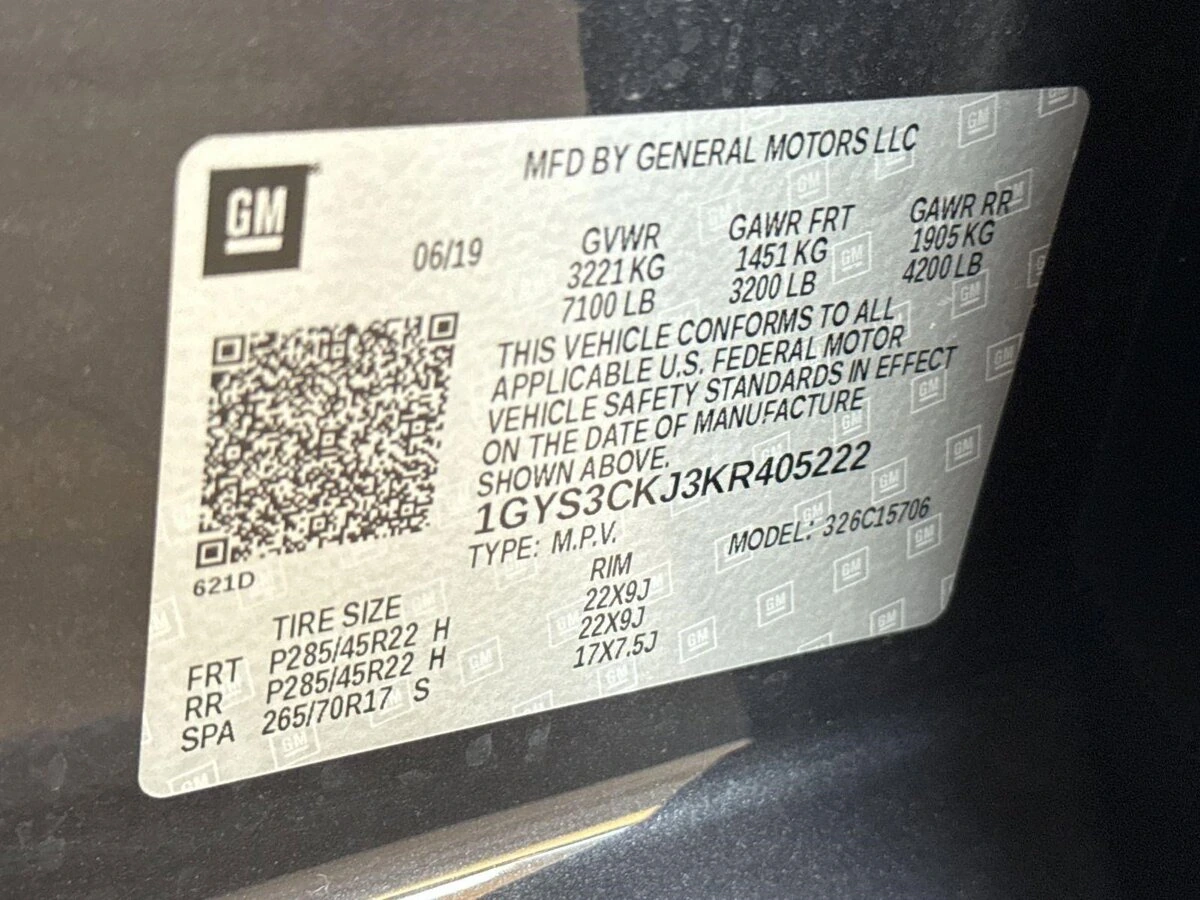 GM
MFD BY GENERAL MOTORS LLC
06/19
GVWR GAWR FRT GAWR RR
3221 KG 1451 KG 1905 KG
7100 LB 3200 LB 4200 LB
THIS VEHICLE CONFORMS TO ALL
APPLICABLE U.S. FEDERAL MOTOR
VEHICLE SAFETY STANDARDS IN EFFECT
ON THE DATE OF MANUFACTURE
SHOWN ABOVE.
1GYS3CKJ3KR405222
TYPE: M.P.V. MODEL: 326C15706
621D
TIRE SIZE RIM
FRT P285/45R22 H 22X9J
RR P285/45R22 H 22X9J
SPA 265/70R17 S 17X7.5J